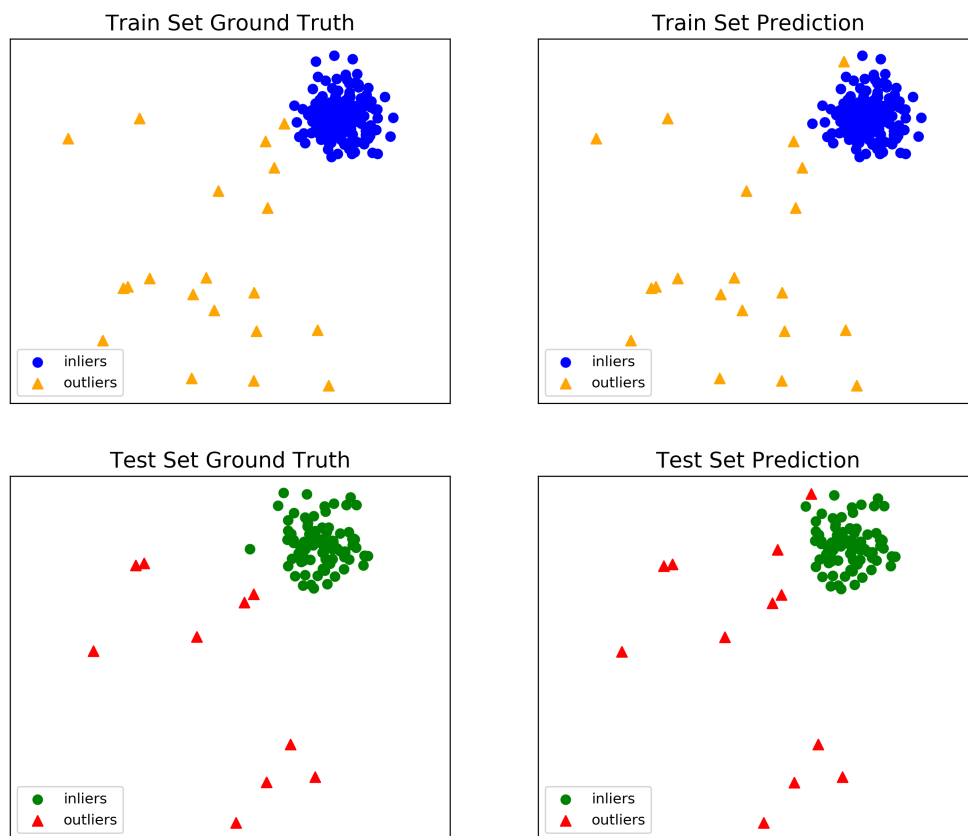 Train Set Ground Truth
Train Set Prediction
inliers
outliers
inliers
outliers
Test Set Ground Truth
Test Set Prediction
inliers
outliers
inliers
outliers